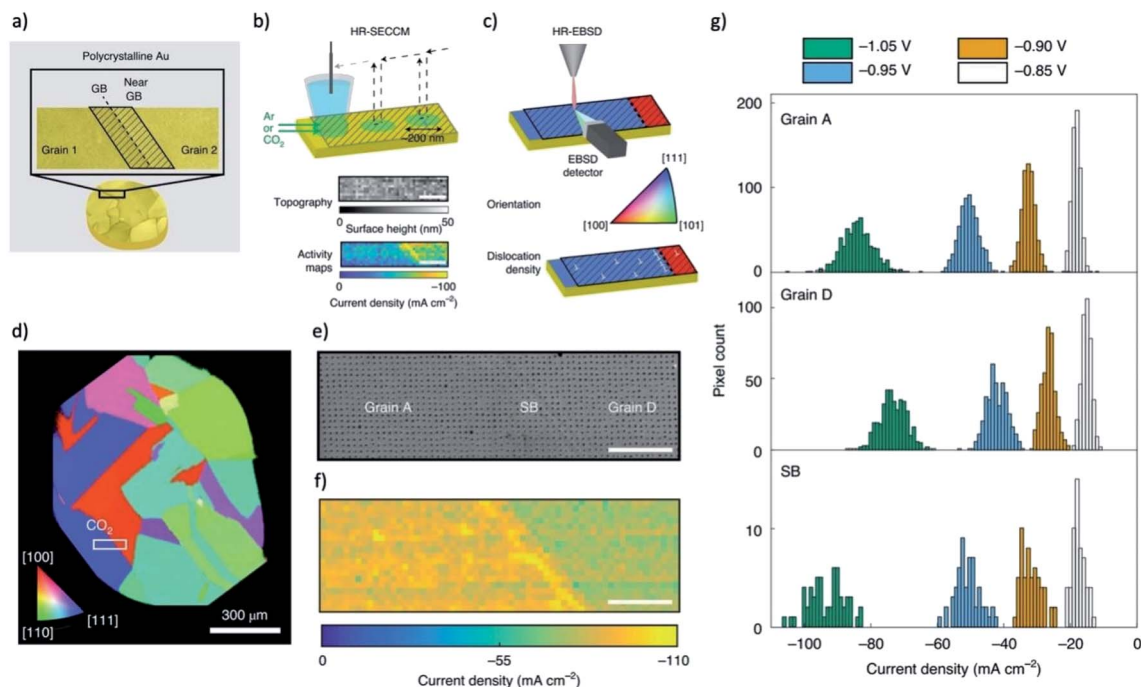 a)
Polycrystalline Au
GB
Near
GB
Grain 1
Grain 2
b)
HR-SECCM
Ar
or
CO₂
~200 nm
Topography
0
50
Surface height (nm)
Activity
maps
0
−100
Current density (mA cm⁻²)
c)
HR-EBSD
EBSD
detector
[111]
Orientation
[100]
[101]
Dislocation
density
d)
CO₂
[100]
[111]
[110]
300 µm
e)
Grain A
SB
Grain D
f)
0
−55
−110
Current density (mA cm⁻²)
g)
−1.05 V
−0.90 V
−0.95 V
−0.85 V
200
Grain A
100
0
Grain D
100
50
0
SB
10
0
Pixel count
−100
−80
−60
−40
−20
0
Current density (mA cm⁻²)